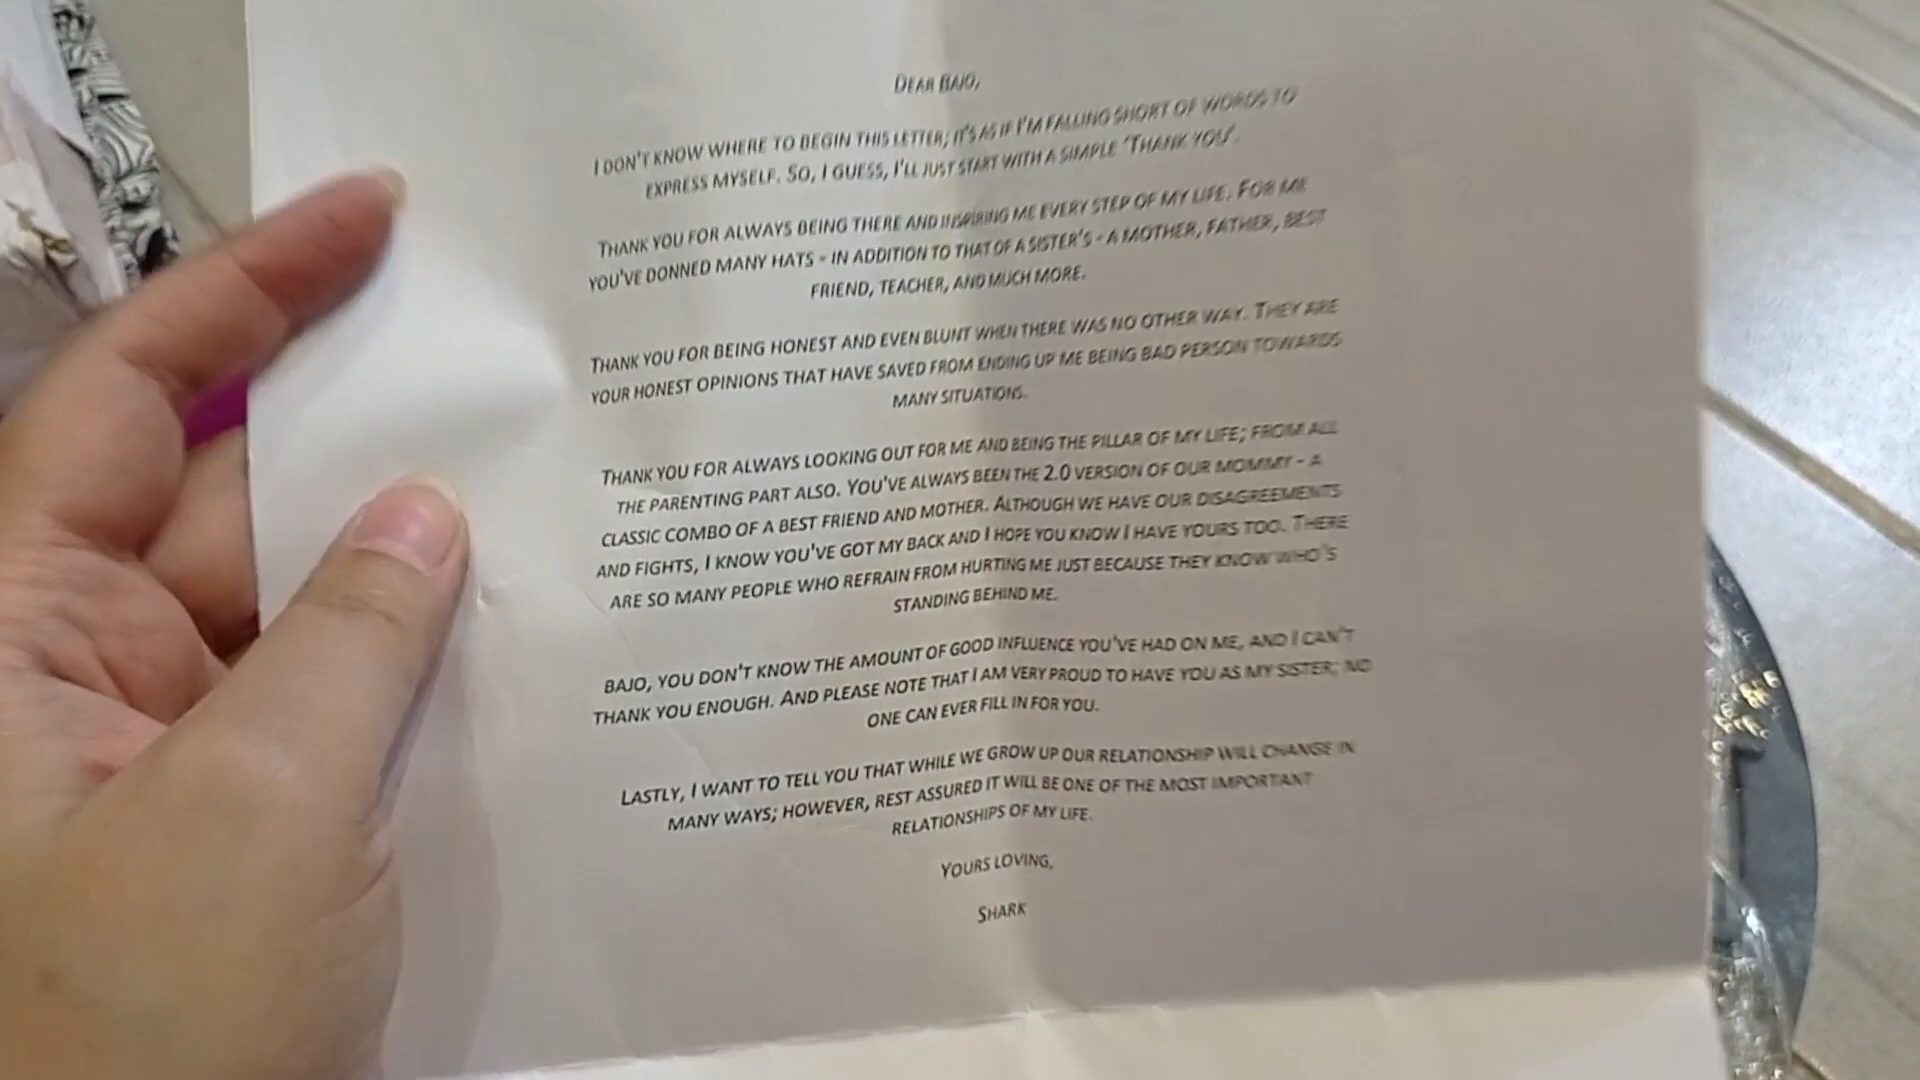 DEAR BAJO,
I DON'T KNOW WHERE TO BEGIN THIS LETTER; IT'S AS IF I'M FALLING SHORT OF WORDS TO
EXPRESS MYSELF. SO, I GUESS, I'LL JUST START WITH A SIMPLE 'THANK YOU'.
THANK YOU FOR ALWAYS BEING THERE AND INSPIRING ME EVERY STEP OF MY LIFE. FOR ME
YOU'VE DONNED MANY HATS - IN ADDITION TO THAT OF A SISTER'S - A MOTHER, FATHER, BEST
FRIEND, TEACHER, AND MUCH MORE.
THANK YOU FOR BEING HONEST AND EVEN BLUNT WHEN THERE WAS NO OTHER WAY. THEY ARE
YOUR HONEST OPINIONS THAT HAVE SAVED FROM ENDING UP ME BEING BAD PERSON TOWARDS
MANY SITUATIONS.
THANK YOU FOR ALWAYS LOOKING OUT FOR ME AND BEING THE PILLAR OF MY LIFE; FROM ALL
THE PARENTING PART ALSO. YOU'VE ALWAYS BEEN THE 2.0 VERSION OF OUR MOMMY - A
CLASSIC COMBO OF A BEST FRIEND AND MOTHER. ALTHOUGH WE HAVE OUR DISAGREEMENTS
AND FIGHTS, I KNOW YOU'VE GOT MY BACK AND I HOPE YOU KNOW I HAVE YOURS TOO. THERE
ARE SO MANY PEOPLE WHO REFRAIN FROM HURTING ME JUST BECAUSE THEY KNOW WHO'S
STANDING BEHIND ME.
BAJO, YOU DON'T KNOW THE AMOUNT OF GOOD INFLUENCE YOU'VE HAD ON ME, AND I CAN'T
THANK YOU ENOUGH. AND PLEASE NOTE THAT I AM VERY PROUD TO HAVE YOU AS MY SISTER; NO
ONE CAN EVER FILL IN FOR YOU.
LASTLY, I WANT TO TELL YOU THAT WHILE WE GROW UP OUR RELATIONSHIP WILL CHANGE IN
MANY WAYS; HOWEVER, REST ASSURED IT WILL BE ONE OF THE MOST IMPORTANT
RELATIONSHIPS OF MY LIFE.
YOURS LOVING,
SHARK